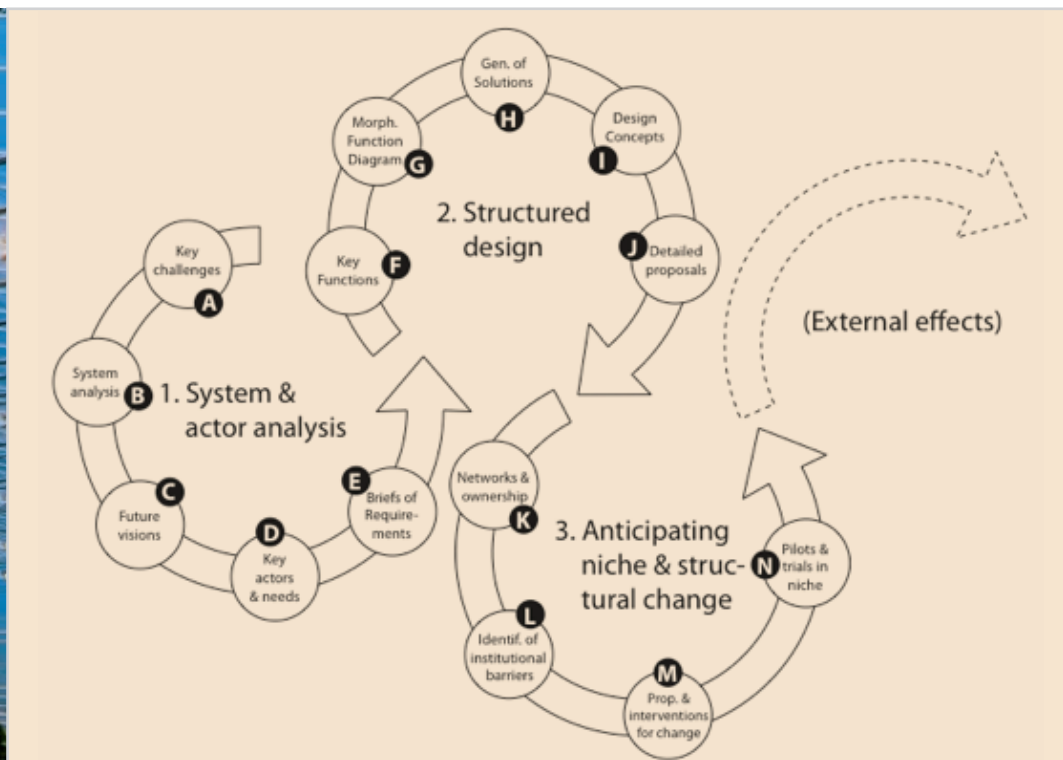 Key
challenges
A
System
analysis
B
1. System &
actor analysis
Future
visions
C
Key
actors
& needs
D
Briefs of
Require-
ments
E
Key
Functions
F
Morph.
Function
Diagram
G
Gen. of
Solutions
H
Design
Concepts
I
2. Structured
design
Detailed
proposals
J
Networks &
ownership
K
3. Anticipating
niche & struc-
tural change
Identif. of
institutional
barriers
L
Prop. &
interventions
for change
M
Pilots &
trials in
niche
N
(External effects)